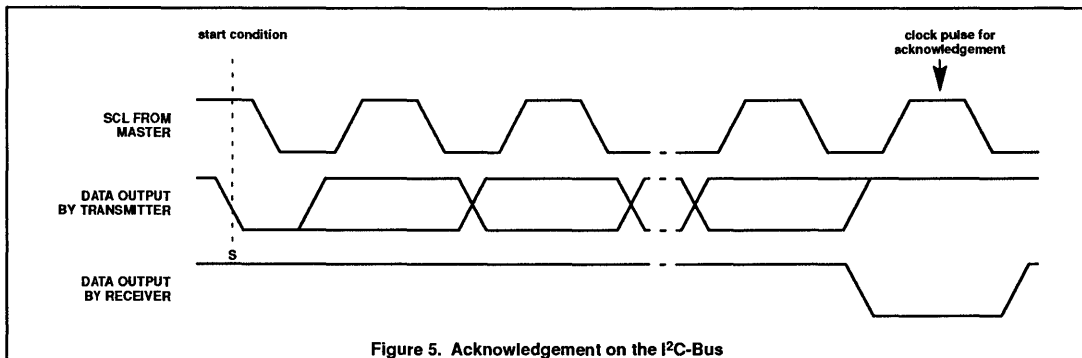 start condition
clock pulse for
acknowledgement
SCL FROM
MASTER
DATA OUTPUT
BY TRANSMITTER
S
DATA OUTPUT
BY RECEIVER
Figure 5. Acknowledgement on the I²C-Bus